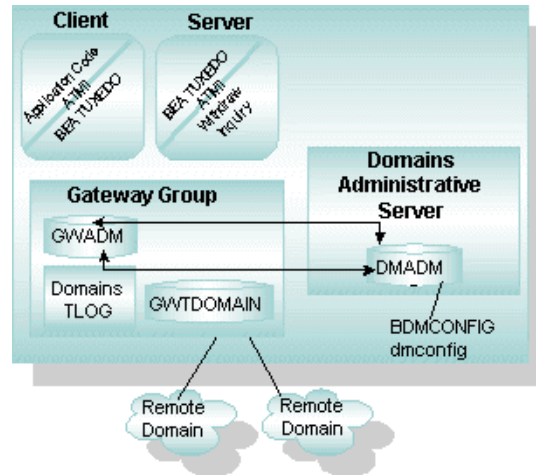 Client
Server
Application Code
ATMI
BEA TUXEDO
BEA TUXEDO
ATMI
Withdraw
Inquiry
Domains
Administrative
Server
Gateway Group
GWADM
DMADM
Domains
TLOG
GWTDOMAIN
BDMCONFIG
dmconfig
Remote
Domain
Remote
Domain